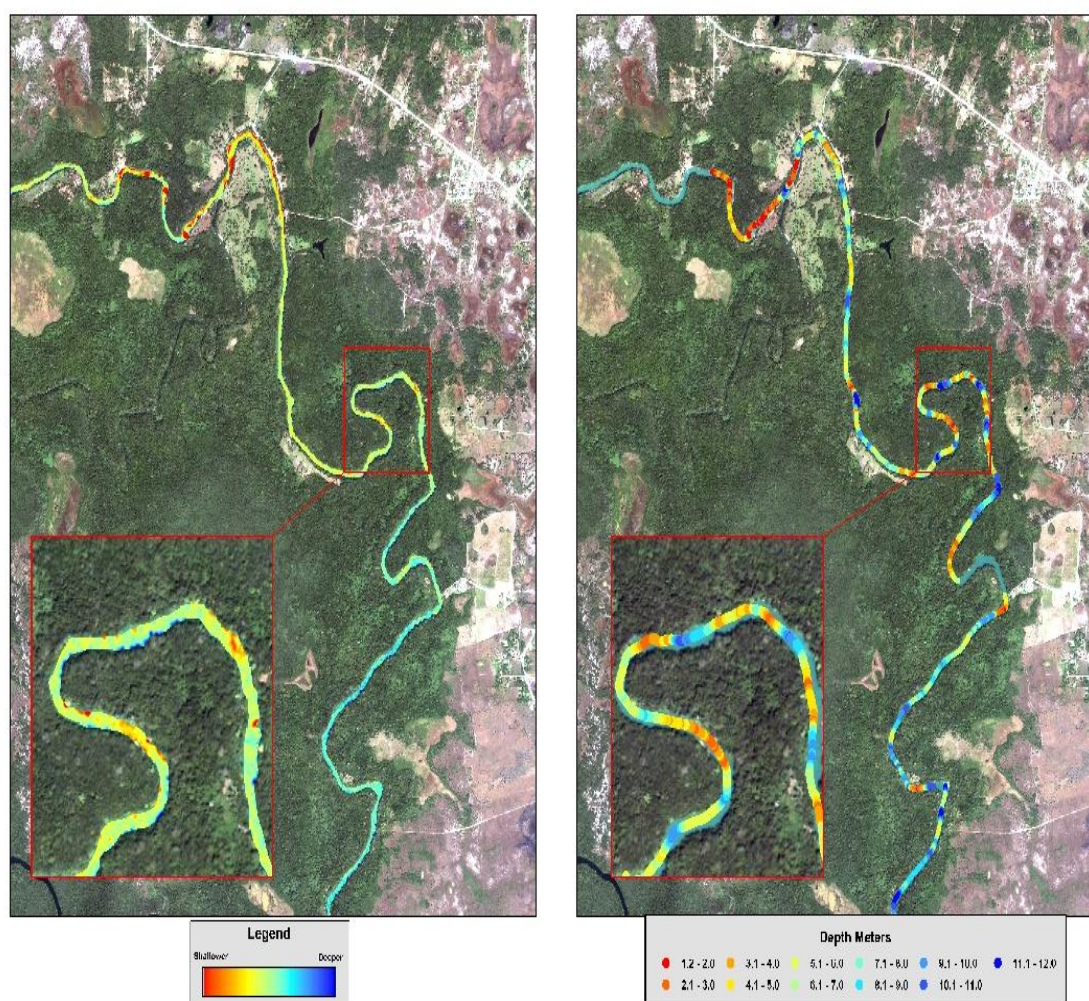 Legend
Shallower Deeper
Depth Meters
1.2 - 2.0 3.1 - 4.0 5.1 - 6.0 7.1 - 8.0 9.1 - 10.0 11.1 - 12.0
2.1 - 3.0 4.1 - 5.0 6.1 - 7.0 8.1 - 9.0 10.1 - 11.0